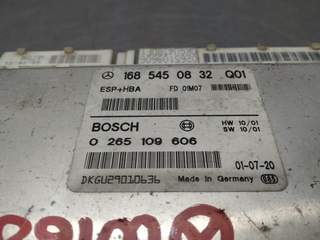 168 545 08 32 Q01
ESP+HBA FD 01M07
BOSCH HW 10/01
SW 10/01
0 265 109 606
01-07-20
DKGU29010636 Made in Germany